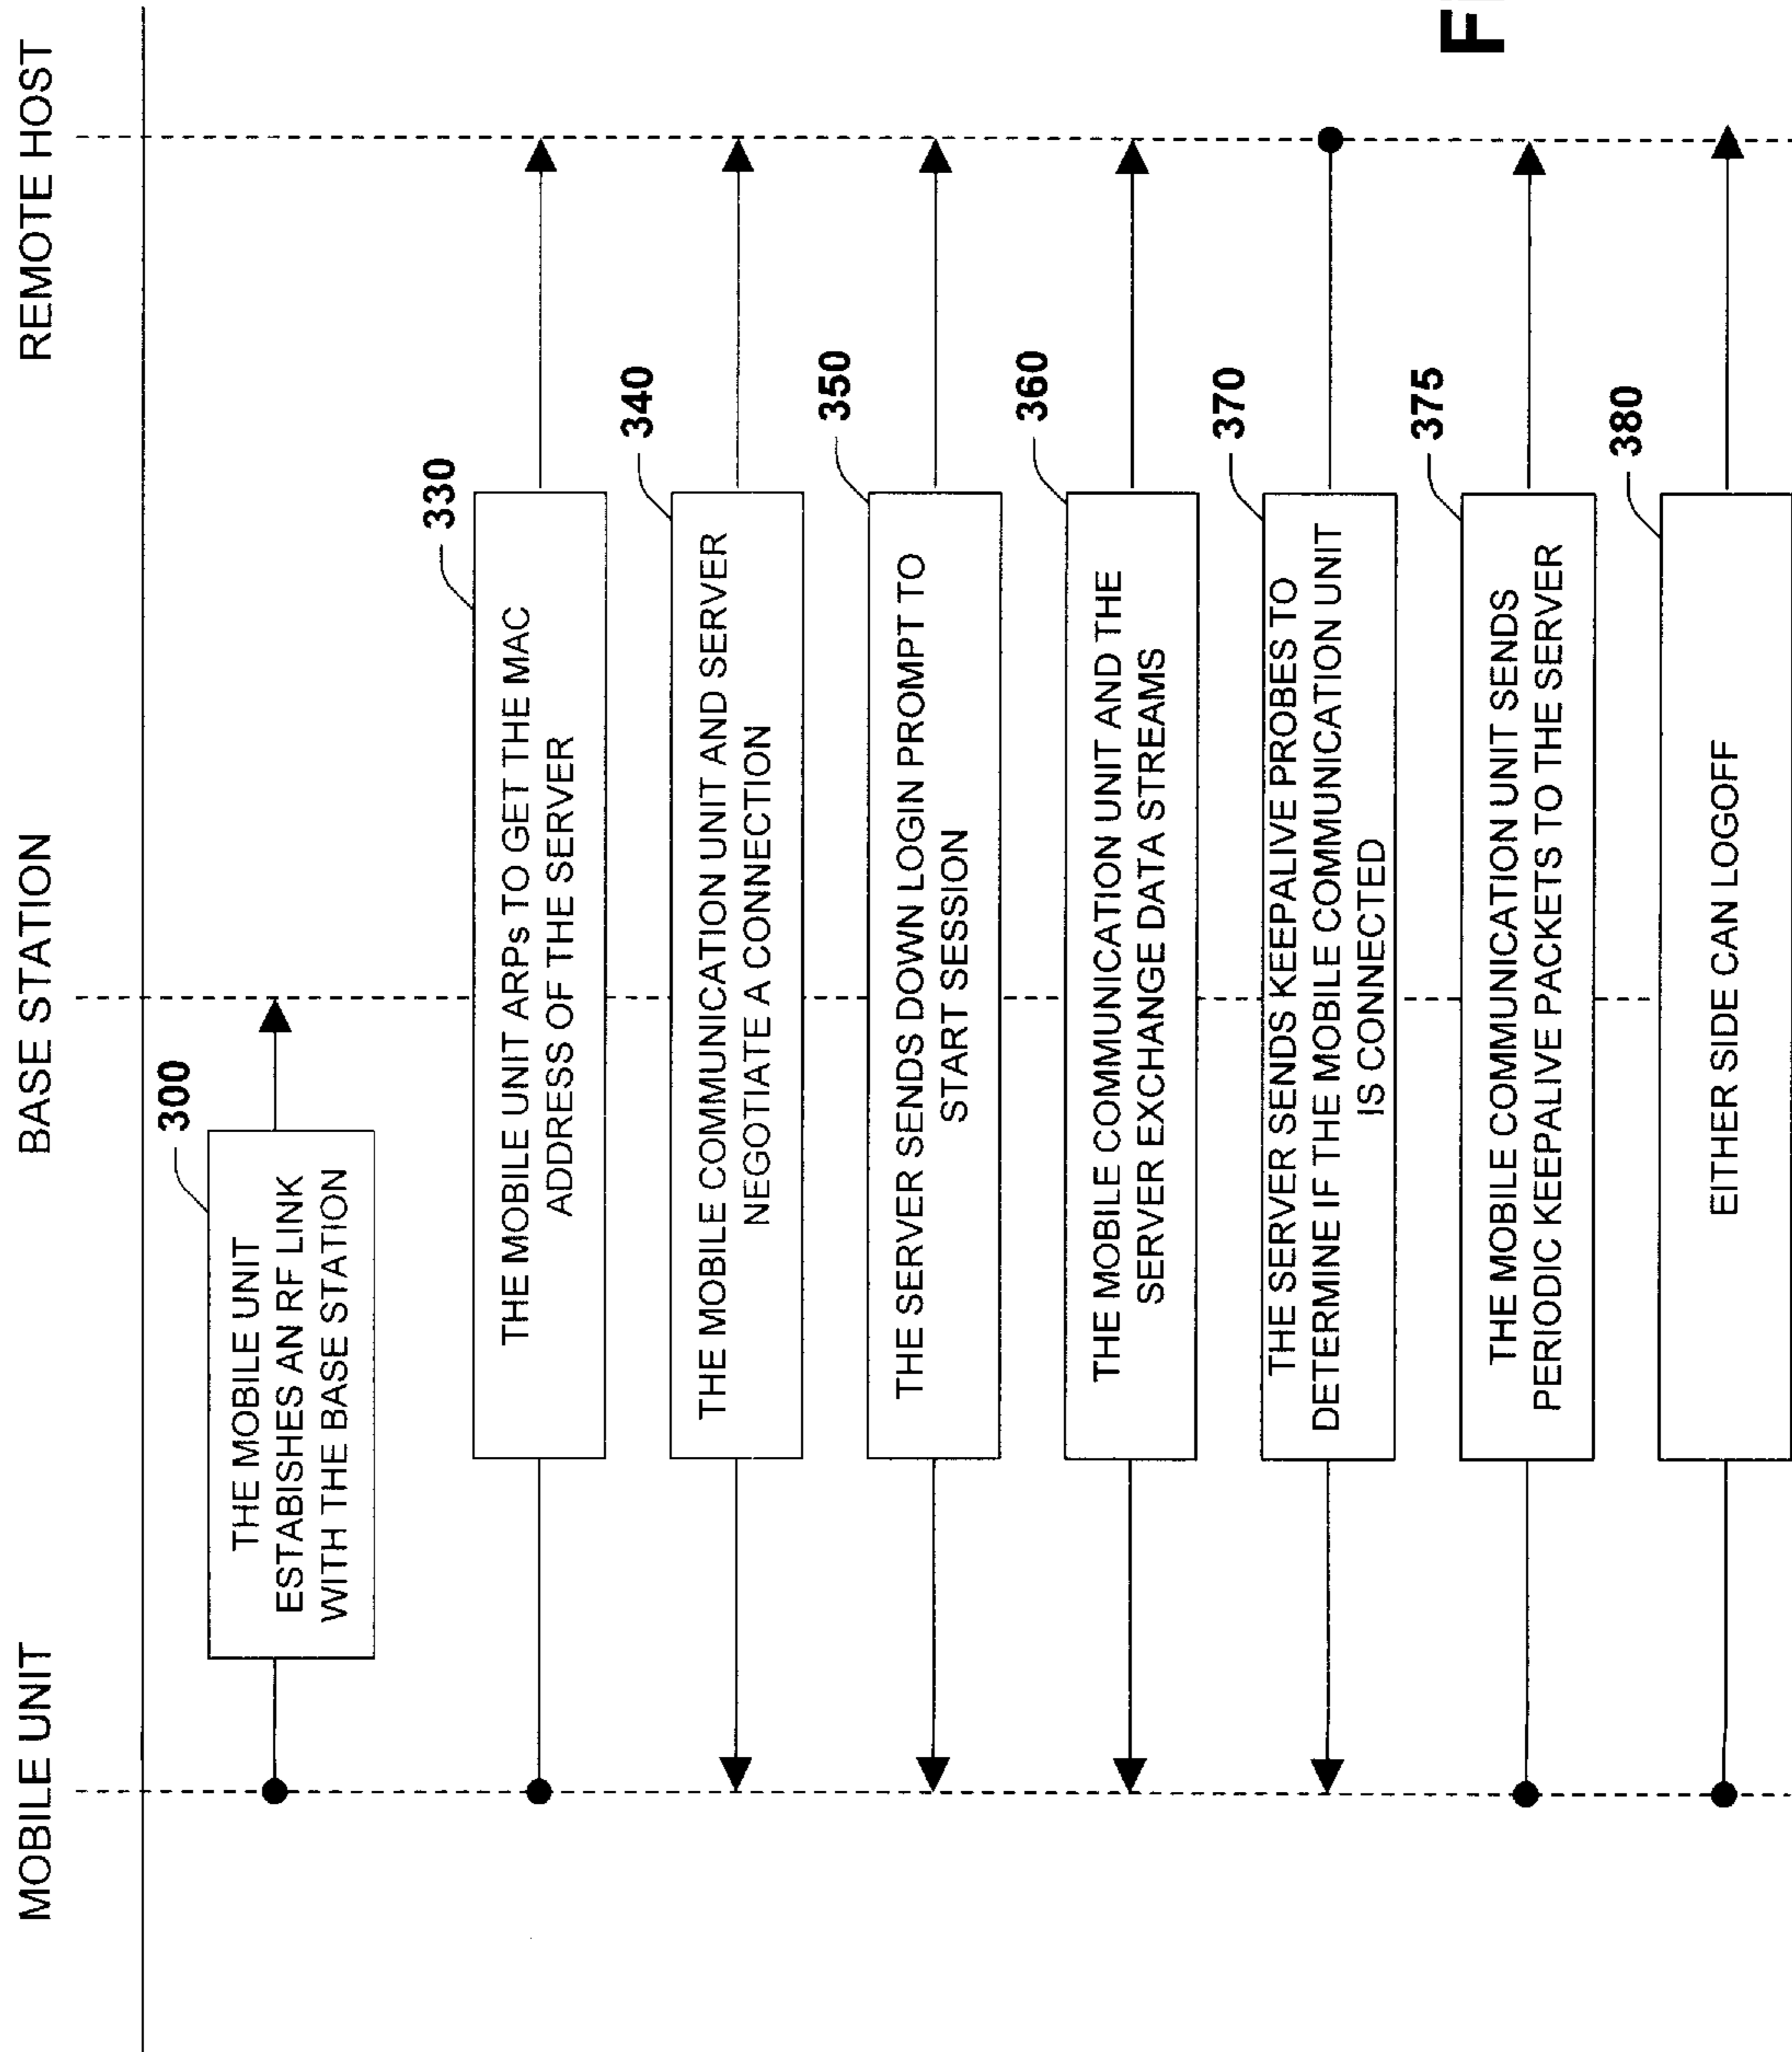 MOBILE UNIT
BASE STATION
REMOTE HOST
300
THE MOBILE UNIT
ESTABISHES AN RF LINK
WITH THE BASE STATION
330
THE MOBILE UNIT ARPs TO GET THE MAC
ADDRESS OF THE SERVER
340
THE MOBILE COMMUNICATION UNIT AND SERVER
NEGOTIATE A CONNECTION
350
THE SERVER SENDS DOWN LOGIN PROMPT TO
START SESSION
360
THE MOBILE COMMUNICATION UNIT AND THE
SERVER EXCHANGE DATA STREAMS
370
THE SERVER SENDS KEEPALIVE PROBES TO
DETERMINE IF THE MOBILE COMMUNICATION UNIT
IS CONNECTED
375
THE MOBILE COMMUNICATION UNIT SENDS
PERIODIC KEEPALIVE PACKETS TO THE SERVER
380
EITHER SIDE CAN LOGOFF
F